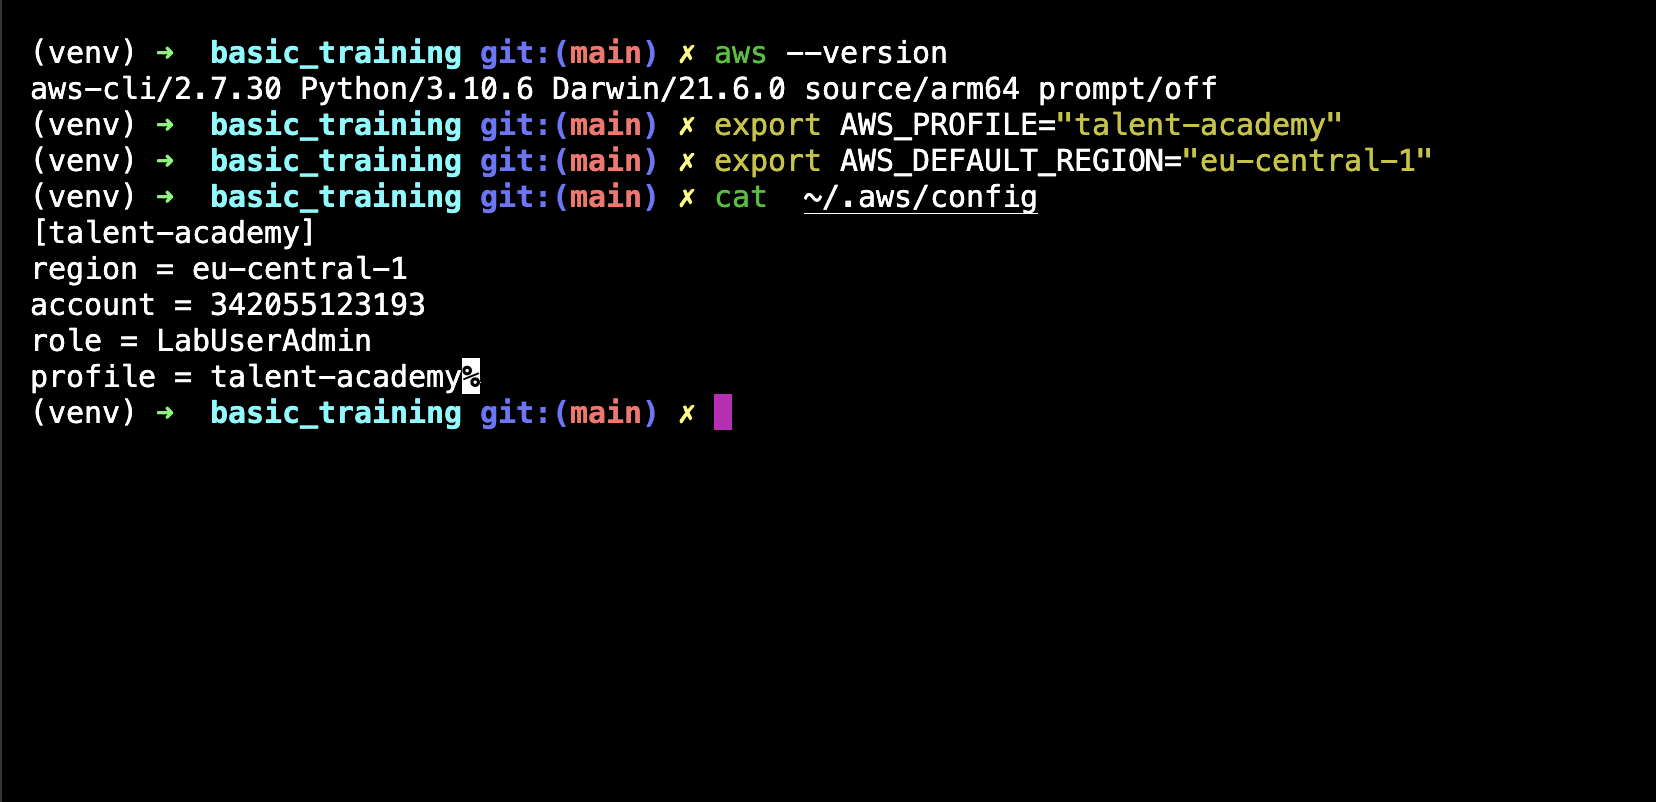 (venv) ➜  basic_training git:(main) ✗ aws --version
aws-cli/2.7.30 Python/3.10.6 Darwin/21.6.0 source/arm64 prompt/off
(venv) ➜  basic_training git:(main) ✗ export AWS_PROFILE="talent-academy"
(venv) ➜  basic_training git:(main) ✗ export AWS_DEFAULT_REGION="eu-central-1"
(venv) ➜  basic_training git:(main) ✗ cat  ~/.aws/config
[talent-academy]
region = eu-central-1
account = 342055123193
role = LabUserAdmin
profile = talent-academy%
(venv) ➜  basic_training git:(main) ✗